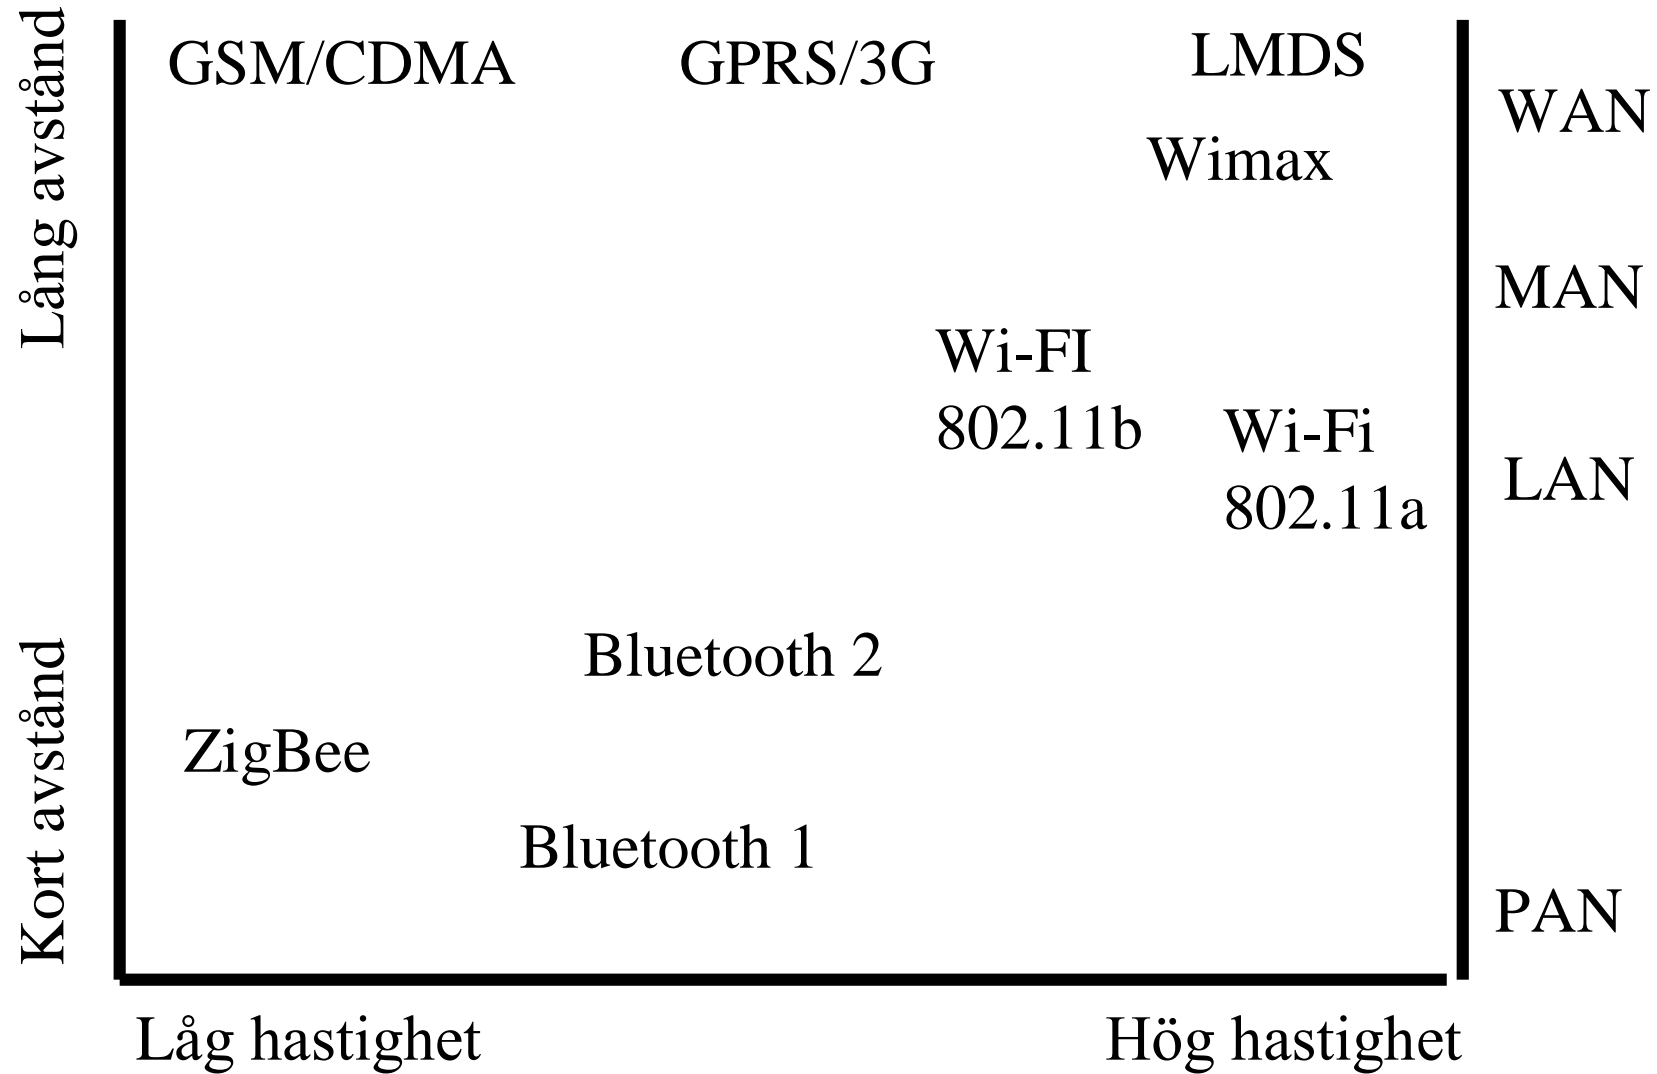 Lång avstånd
GSM/CDMA
GPRS/3G
LMDS
WAN
Wimax
MAN
Wi-FI
802.11b
Wi-Fi
802.11a
LAN
Bluetooth 2
Kort avstånd
ZigBee
Bluetooth 1
PAN
Låg hastighet
Hög hastighet